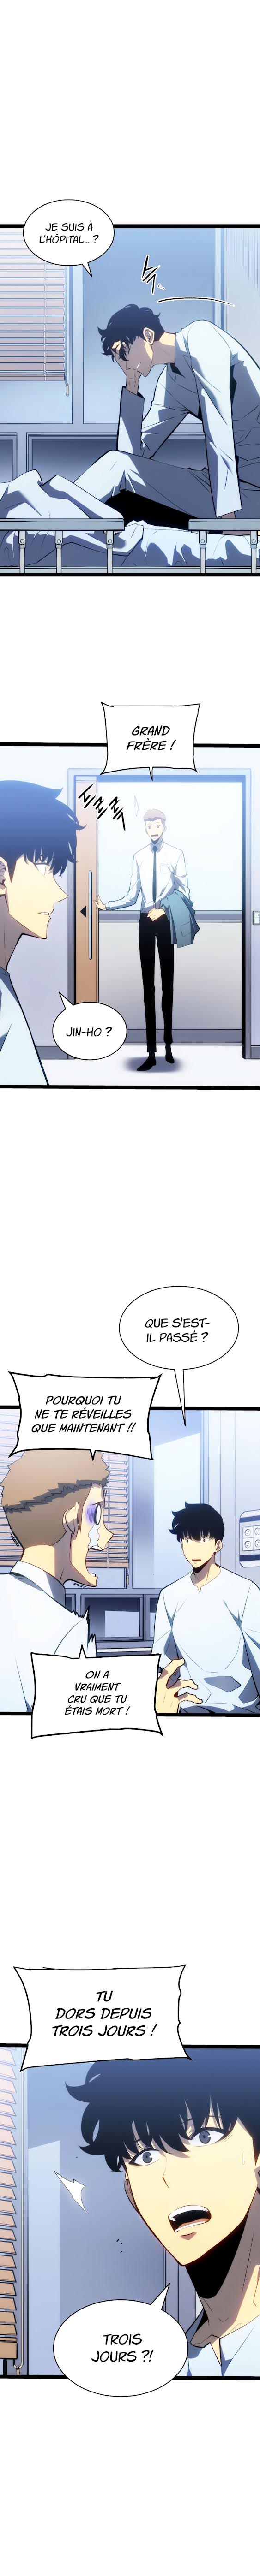 JE SUIS À
L'HÔPITAL... ?
GRAND
FRÈRE !
JIN-HO ?
QUE S'EST-
IL PASSÉ ?
POURQUOI TU
NE TE RÉVEILLES
QUE MAINTENANT !!
ON A
VRAIMENT
CRU QUE TU
ÉTAIS MORT !
TU
DORS DEPUIS
TROIS JOURS !
TROIS
JOURS ?!